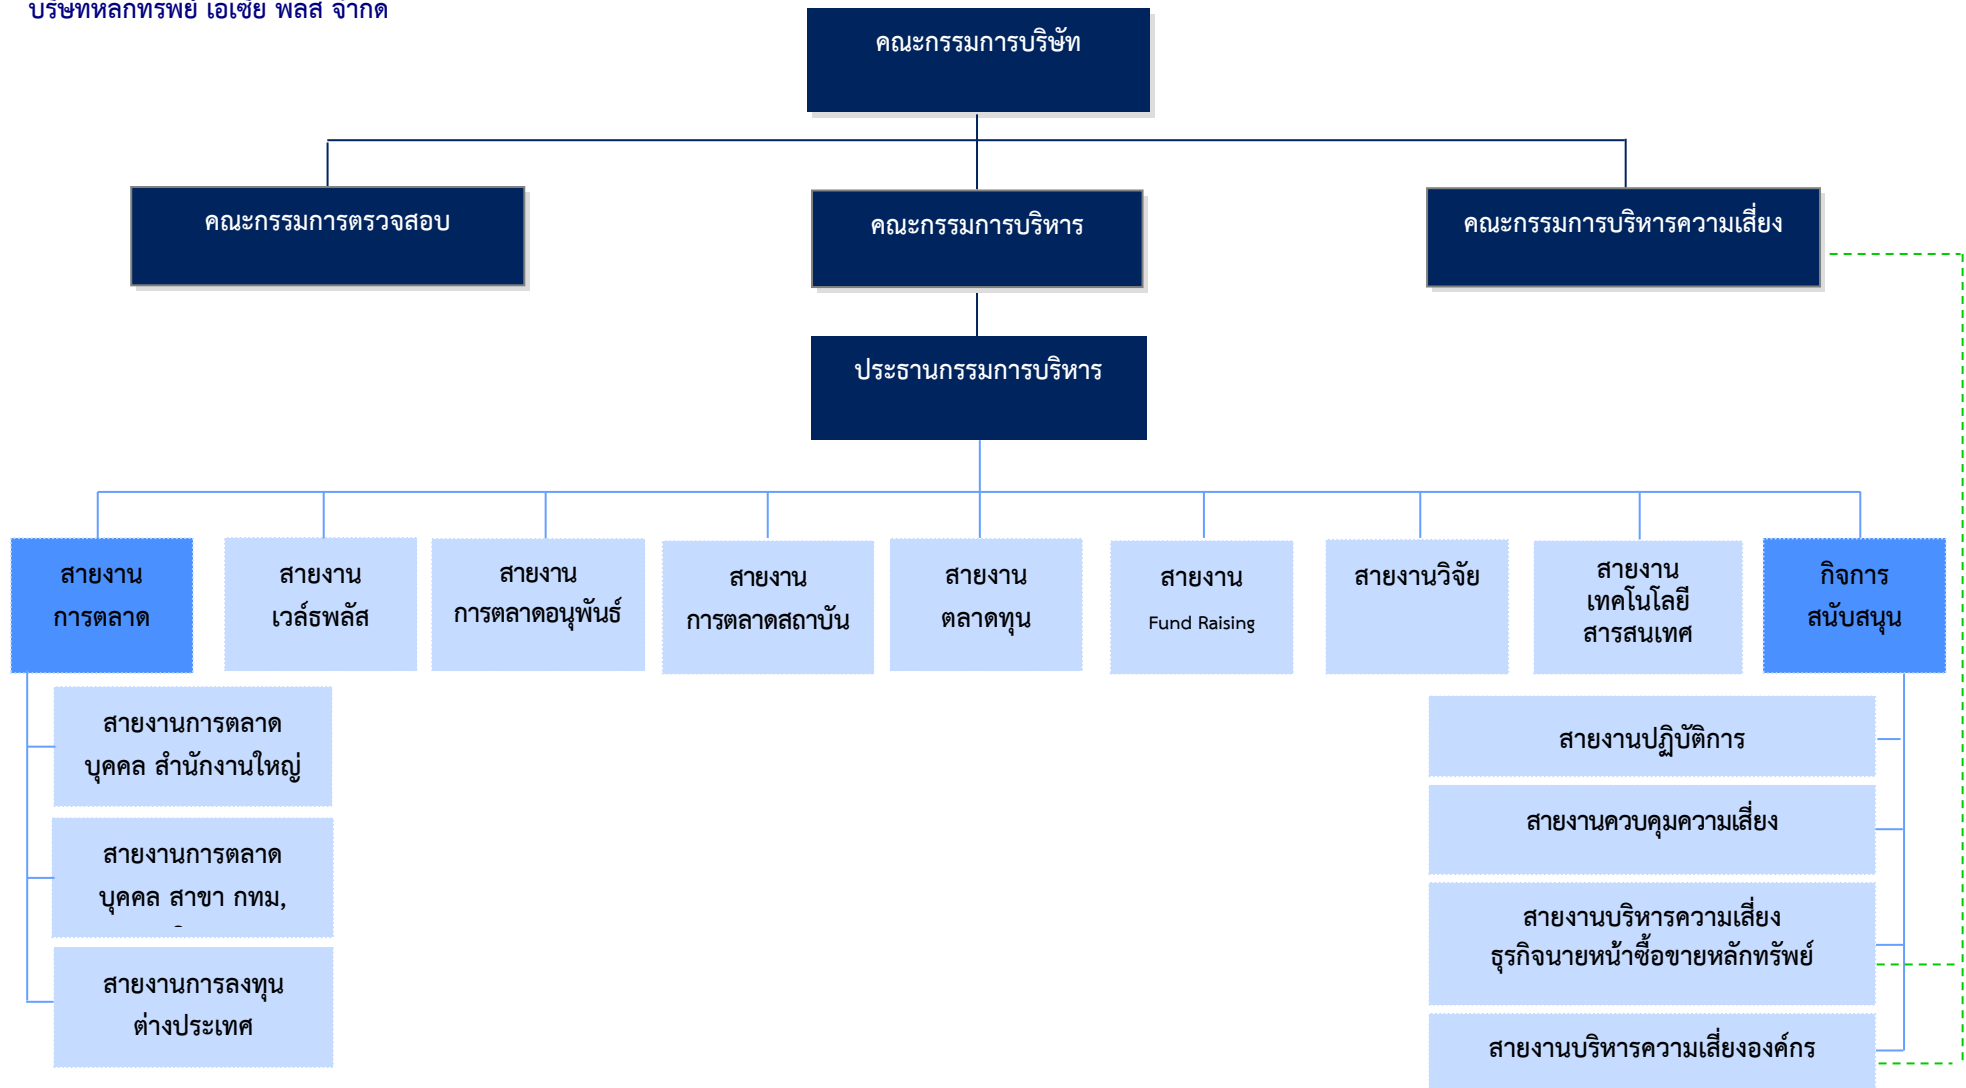 บริษัทหลักทรัพย์ เอเซีย พลัส จำกัด
คณะกรรมการบริษัท
คณะกรรมการตรวจสอบ
คณะกรรมการบริหาร
คณะกรรมการบริหารความเสี่ยง
ประธานกรรมการบริหาร
สายงาน
การตลาด
สายงาน
เวล์ธพลัส
สายงาน
การตลาดอนุพันธ์
สายงาน
การตลาดสถาบัน
สายงาน
ตลาดทุน
สายงาน
Fund Raising
สายงานวิจัย
สายงาน
เทคโนโลยี
สารสนเทศ
กิจการ
สนับสนุน
สายงานการตลาด
บุคคล สำนักงานใหญ่
สายงานการตลาด
บุคคล สาขา กทม,
สายงานการลงทุน
ต่างประเทศ
สายงานปฏิบัติการ
สายงานควบคุมความเสี่ยง
สายงานบริหารความเสี่ยง
ธุรกิจนายหน้าซื้อขายหลักทรัพย์
สายงานบริหารความเสี่ยงองค์กร